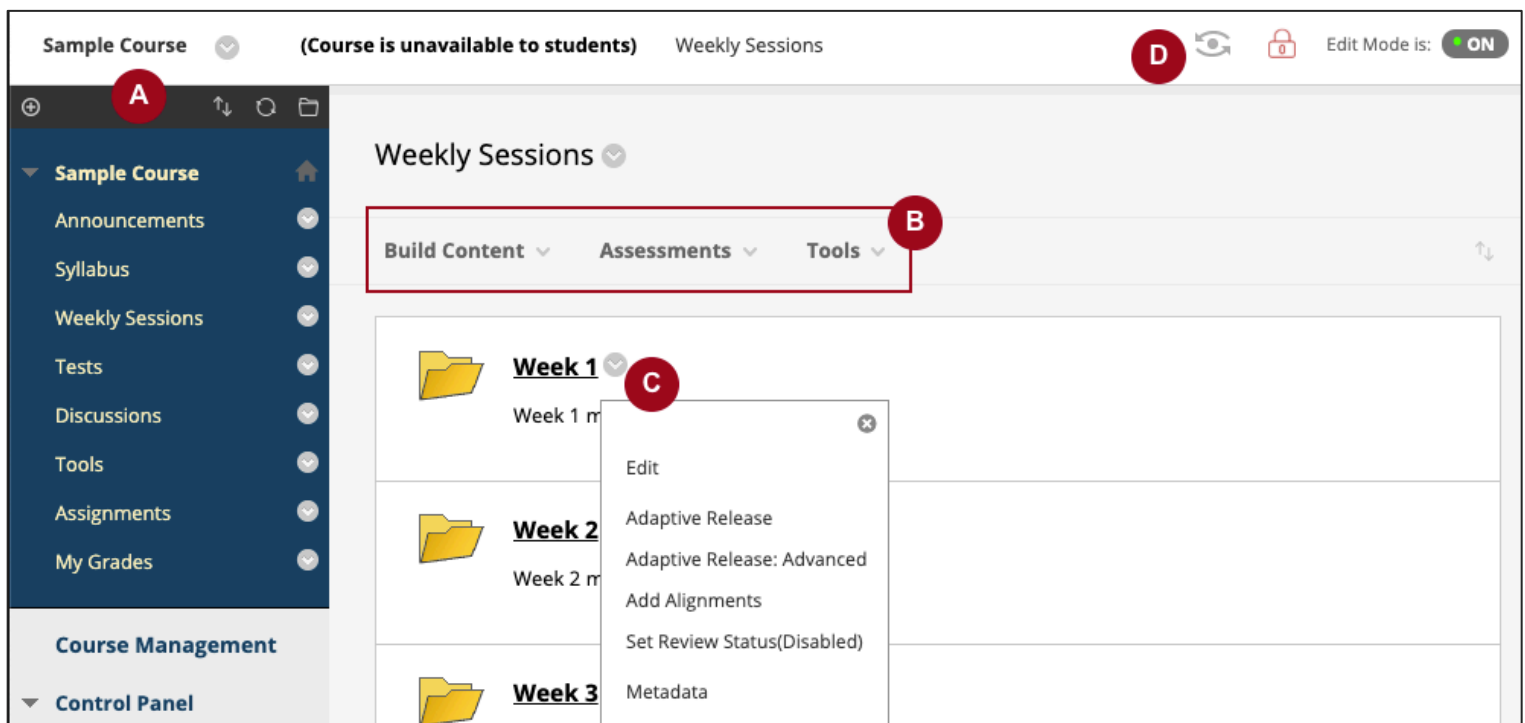 Sample Course (Course is unavailable to students) Weekly Sessions D 0 Edit Mode is: ON
A
Sample Course
Announcements
Syllabus
Weekly Sessions
Tests
Discussions
Tools
Assignments
My Grades
Course Management
Control Panel
Weekly Sessions
B
Build Content Assessments Tools
Week 1
C
Week 1 m
Edit
Adaptive Release
Adaptive Release: Advanced
Add Alignments
Set Review Status(Disabled)
Metadata
Week 2
Week 2 m
Week 3